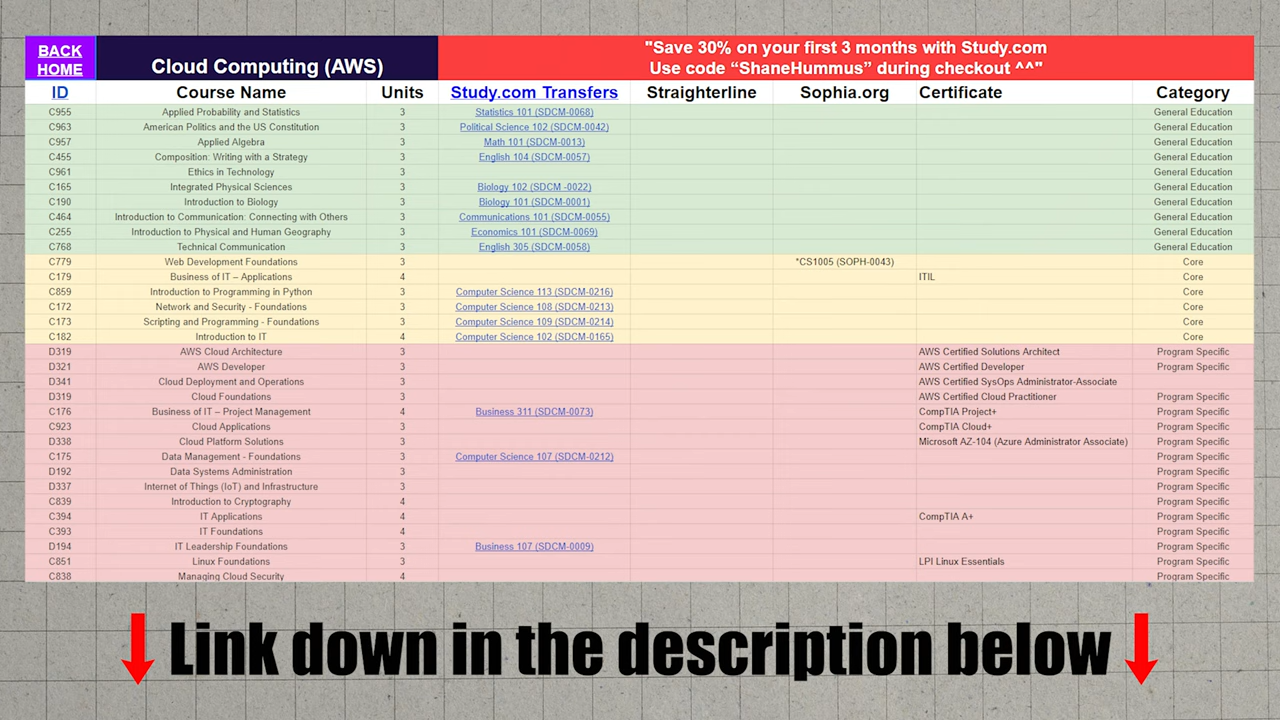 BACK HOME Cloud Computing (AWS) "Save 30% on your first 3 months with Study.com
Use code “ShaneHummus” during checkout ^^"
ID Course Name Units Study.com Transfers Straighterline Sophia.org Certificate Category
C955 Applied Probability and Statistics 3 Statistics 101 (SDCM-0068) General Education
C963 American Politics and the US Constitution 3 Political Science 102 (SDCM-0042) General Education
C957 Applied Algebra 3 Math 101 (SDCM-0013) General Education
C455 Composition: Writing with a Strategy 3 English 104 (SDCM-0057) General Education
C961 Ethics in Technology 3 General Education
C165 Integrated Physical Sciences 3 Biology 102 (SDCM -0022) General Education
C190 Introduction to Biology 3 Biology 101 (SDCM-0001) General Education
C464 Introduction to Communication: Connecting with Others 3 Communications 101 (SDCM-0055) General Education
C255 Introduction to Physical and Human Geography 3 Economics 101 (SDCM-0069) General Education
C768 Technical Communication 3 English 305 (SDCM-0058) General Education
C779 Web Development Foundations 3 *CS1005 (SOPH-0043) Core
C179 Business of IT – Applications 4 ITIL Core
C859 Introduction to Programming in Python 3 Computer Science 113 (SDCM-0216) Core
C172 Network and Security - Foundations 3 Computer Science 108 (SDCM-0213) Core
C173 Scripting and Programming - Foundations 3 Computer Science 109 (SDCM-0214) Core
C182 Introduction to IT 4 Computer Science 102 (SDCM-0165) Core
D319 AWS Cloud Architecture 3 AWS Certified Solutions Architect Program Specific
D321 AWS Developer 3 AWS Certified Developer Program Specific
D341 Cloud Deployment and Operations 3 AWS Certified SysOps Administrator-Associate
D319 Cloud Foundations 3 AWS Certified Cloud Practitioner Program Specific
C176 Business of IT – Project Management 4 Business 311 (SDCM-0073) CompTIA Project+ Program Specific
C923 Cloud Applications 3 CompTIA Cloud+ Program Specific
D338 Cloud Platform Solutions 3 Microsoft AZ-104 (Azure Administrator Associate) Program Specific
C175 Data Management - Foundations 3 Computer Science 107 (SDCM-0212) Program Specific
D192 Data Systems Administration 3 Program Specific
D337 Internet of Things (IoT) and Infrastructure 3 Program Specific
C839 Introduction to Cryptography 4 Program Specific
C394 IT Applications 4 CompTIA A+ Program Specific
C393 IT Foundations 4 Program Specific
D194 IT Leadership Foundations 3 Business 107 (SDCM-0009) Program Specific
C851 Linux Foundations 3 LPI Linux Essentials Program Specific
C838 Managing Cloud Security 4 Program Specific
Link down in the description below